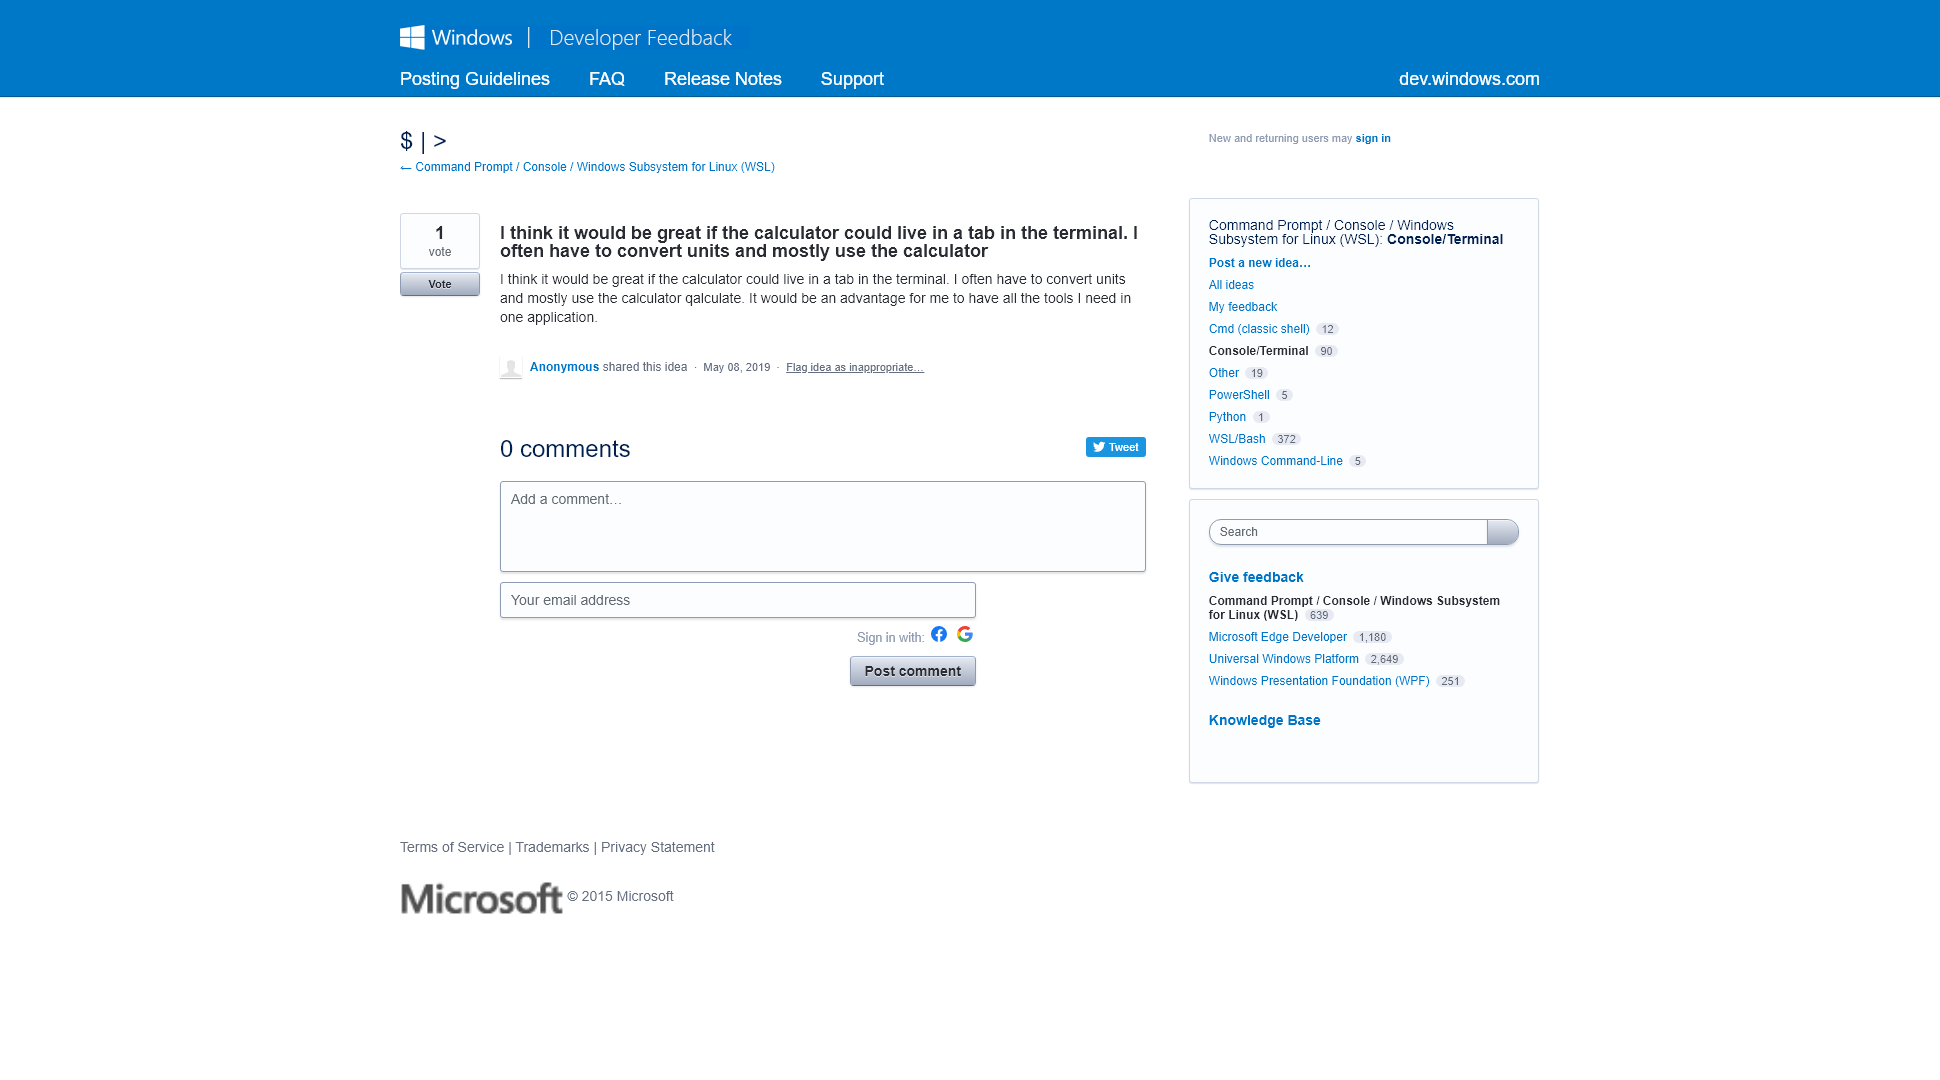 Windows | Developer Feedback
Posting Guidelines FAQ Release Notes Support dev.windows.com
$ | >
← Command Prompt / Console / Windows Subsystem for Linux (WSL)
New and returning users may sign in
1
vote
Vote
I think it would be great if the calculator could live in a tab in the terminal. I
often have to convert units and mostly use the calculator
I think it would be great if the calculator could live in a tab in the terminal. I often have to convert units
and mostly use the calculator qalculate. It would be an advantage for me to have all the tools I need in
one application.
Anonymous shared this idea · May 08, 2019 · Flag idea as inappropriate…
0 comments
Tweet
Add a comment…
Your email address
Sign in with:
Post comment
Command Prompt / Console / Windows
Subsystem for Linux (WSL): Console/Terminal
Post a new idea…
All ideas
My feedback
Cmd (classic shell) 12
Console/Terminal 90
Other 19
PowerShell 5
Python 1
WSL/Bash 372
Windows Command-Line 5
Search
Give feedback
Command Prompt / Console / Windows Subsystem
for Linux (WSL) 639
Microsoft Edge Developer 1,180
Universal Windows Platform 2,649
Windows Presentation Foundation (WPF) 251
Knowledge Base
Terms of Service | Trademarks | Privacy Statement
Microsoft © 2015 Microsoft